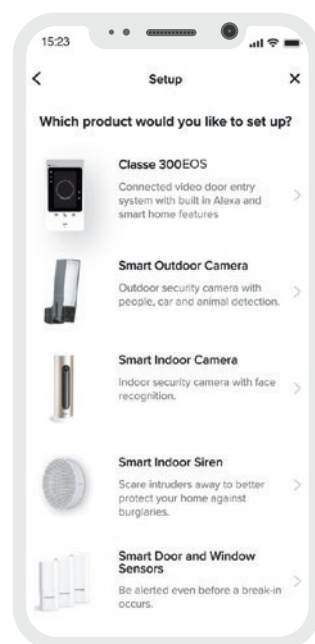 15:23
Setup
Which product would you like to set up?
Classe 300EOS
Connected video door entry
system with built in Alexa and
smart home features
Smart Outdoor Camera
Outdoor security camera with
people, car and animal detection.
Smart Indoor Camera
Indoor security camera with face
recognition.
Smart Indoor Siren
Scare intruders away to better
protect your home against
burglaries.
Smart Door and Window
Sensors
Be alerted even before a break-in
occurs.